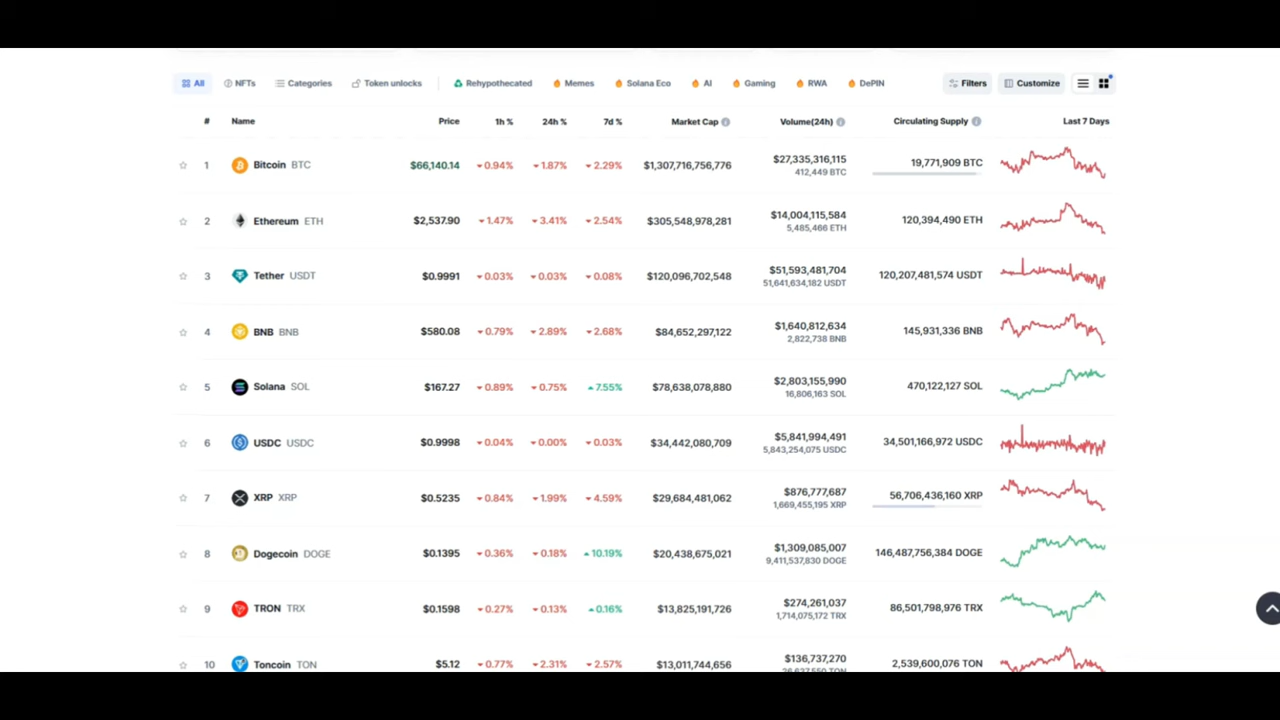 All NFTs Categories Token unlocks Rehypothecated Memes Solana Eco AI Gaming RWA DePIN Filters Customize
# Name Price 1h % 24h % 7d % Market Cap Volume(24h) Circulating Supply Last 7 Days
1 Bitcoin BTC $66,140.14 0.94% 1.87% 2.29% $1,307,716,756,776 $27,335,316,115 19,771,909 BTC
412,449 BTC
2 Ethereum ETH $2,537.90 1.47% 3.41% 2.54% $305,548,978,281 $14,004,115,584 120,394,490 ETH
5,485,466 ETH
3 Tether USDT $0.9991 0.03% 0.03% 0.08% $120,096,702,548 $51,593,481,704 120,207,481,574 USDT
51,641,634,182 USDT
4 BNB BNB $580.08 0.79% 2.89% 2.68% $84,652,297,122 $1,640,812,634 145,931,336 BNB
2,822,738 BNB
5 Solana SOL $167.27 0.89% 0.75% 7.55% $78,638,078,880 $2,803,155,990 470,122,127 SOL
16,806,163 SOL
6 USDC USDC $0.9998 0.04% 0.00% 0.03% $34,442,080,709 $5,841,994,491 34,501,166,972 USDC
5,843,254,075 USDC
7 XRP XRP $0.5235 0.84% 1.99% 4.59% $29,684,481,062 $876,777,687 56,706,436,160 XRP
1,669,455,195 XRP
8 Dogecoin DOGE $0.1395 0.36% 0.18% 10.19% $20,438,675,021 $1,309,085,007 146,487,756,384 DOGE
9,411,537,830 DOGE
9 TRON TRX $0.1598 0.27% 0.13% 0.16% $13,825,191,726 $274,261,037 86,501,798,976 TRX
1,714,075,172 TRX
10 Toncoin TON $5.12 0.77% 2.31% 2.57% $13,011,744,656 $136,737,270 2,539,600,076 TON